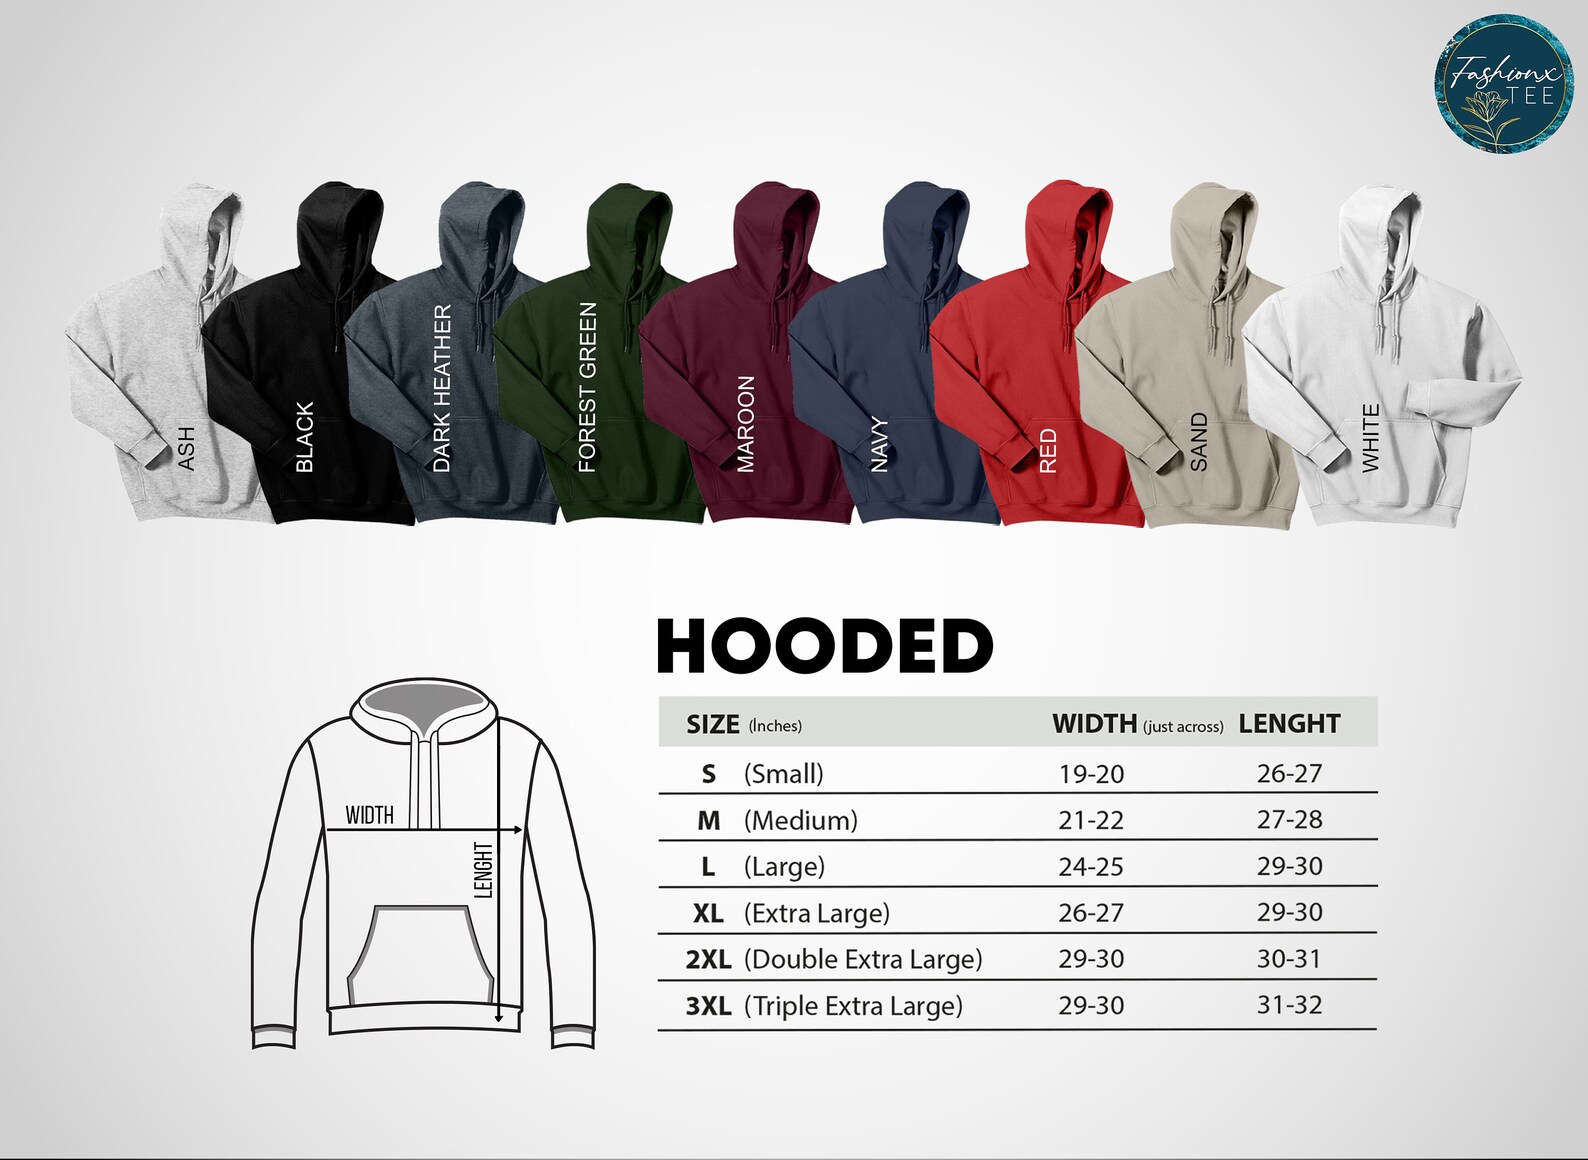 Fashionx
TEE
ASH
BLACK
DARK HEATHER
FOREST GREEN
MAROON
NAVY
RED
SAND
WHITE
HOODED
SIZE (Inches) WIDTH (just across) LENGHT
S (Small) 19-20 26-27
M (Medium) 21-22 27-28
L (Large) 24-25 29-30
XL (Extra Large) 26-27 29-30
2XL (Double Extra Large) 29-30 30-31
3XL (Triple Extra Large) 29-30 31-32
WIDTH
LENGHT